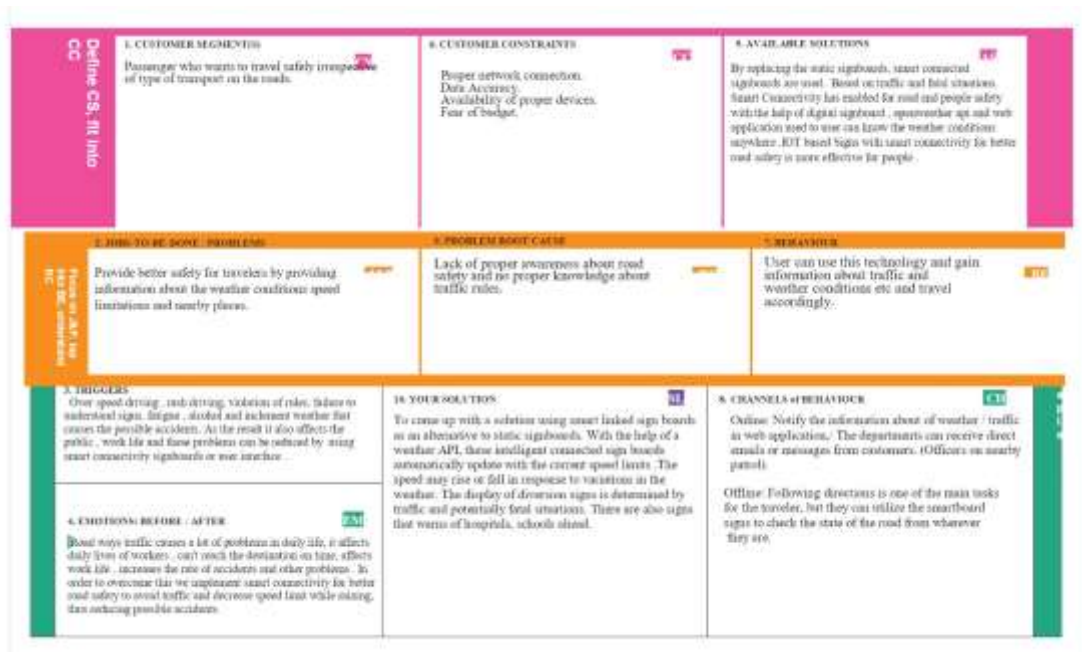 Define CS, fit into
CC
1. CUSTOMER SEGMENT(S)
Passenger who wants to travel safely irrespective
of type of transport on the roads.
6. CUSTOMER CONSTRAINTS
Proper network connection.
Data Accuracy.
Availability of proper devices.
Fear of budget.
5. AVAILABLE SOLUTIONS
By replacing the static signboards, smart connected
signboards are used. Based on traffic and fatal situations.
Smart Connectivity has enabled for road and people safety
with the help of digital signboard , openweather api and web
application used to user can know the weather conditions
anywhere .IOT based Signs with smart connectivity for better
road safety is more effective for people .
2. JOBS-TO-BE-DONE / PROBLEMS
Provide better safety for travelers by providing
information about the weather conditions speed
limitations and nearby places.
9. PROBLEM ROOT CAUSE
Lack of proper awareness about road
safety and no proper knowledge about
traffic rules.
7. BEHAVIOUR
User can use this technology and gain
information about traffic and
weather conditions etc and travel
accordingly.
BE
3. TRIGGERS
Over speed driving , rash driving, violation of rules, failure to
understand signs, fatigue , alcohol and inclement weather that
causes the possible accidents. As the result it also affects the
public , work life and these problems can be reduced by using
smart connectivity signboards or user interface .
4. EMOTIONS: BEFORE / AFTER
EM
Road ways traffic causes a lot of problems in daily life, it affects
daily lives of workers , can't reach the destination on time, affects
work life , increases the rate of accidents and other problems . In
order to overcome this we implement smart connectivity for better
road safety to avoid traffic and decrease speed limit while raining,
thus reducing possible accidents
10. YOUR SOLUTION
SL
To come up with a solution using smart linked sign boards
as an alternative to static signboards. With the help of a
weather API, these intelligent connected sign boards
automatically update with the current speed limits .The
speed may rise or fall in response to variations in the
weather. The display of diversion signs is determined by
traffic and potentially fatal situations. There are also signs
that warns of hospitals, schools ahead.
8. CHANNELS of BEHAVIOUR
CH
Online: Notify the information about of weather / traffic
in web application./ The departments can receive direct
emails or messages from customers. (Officers on nearby
patrol).
Offline: Following directions is one of the main tasks
for the traveler, but they can utilize the smartboard
signs to check the state of the road from wherever
they are.